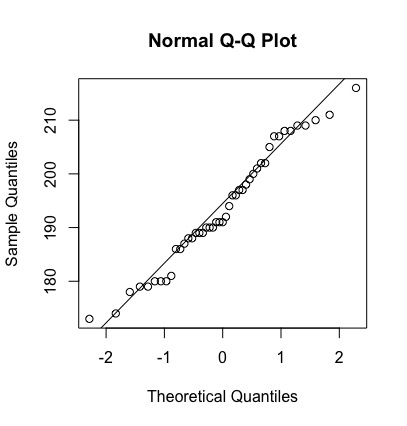 Normal Q-Q Plot
Sample Quantiles
210
200
190
180
-2 -1 0 1 2
Theoretical Quantiles